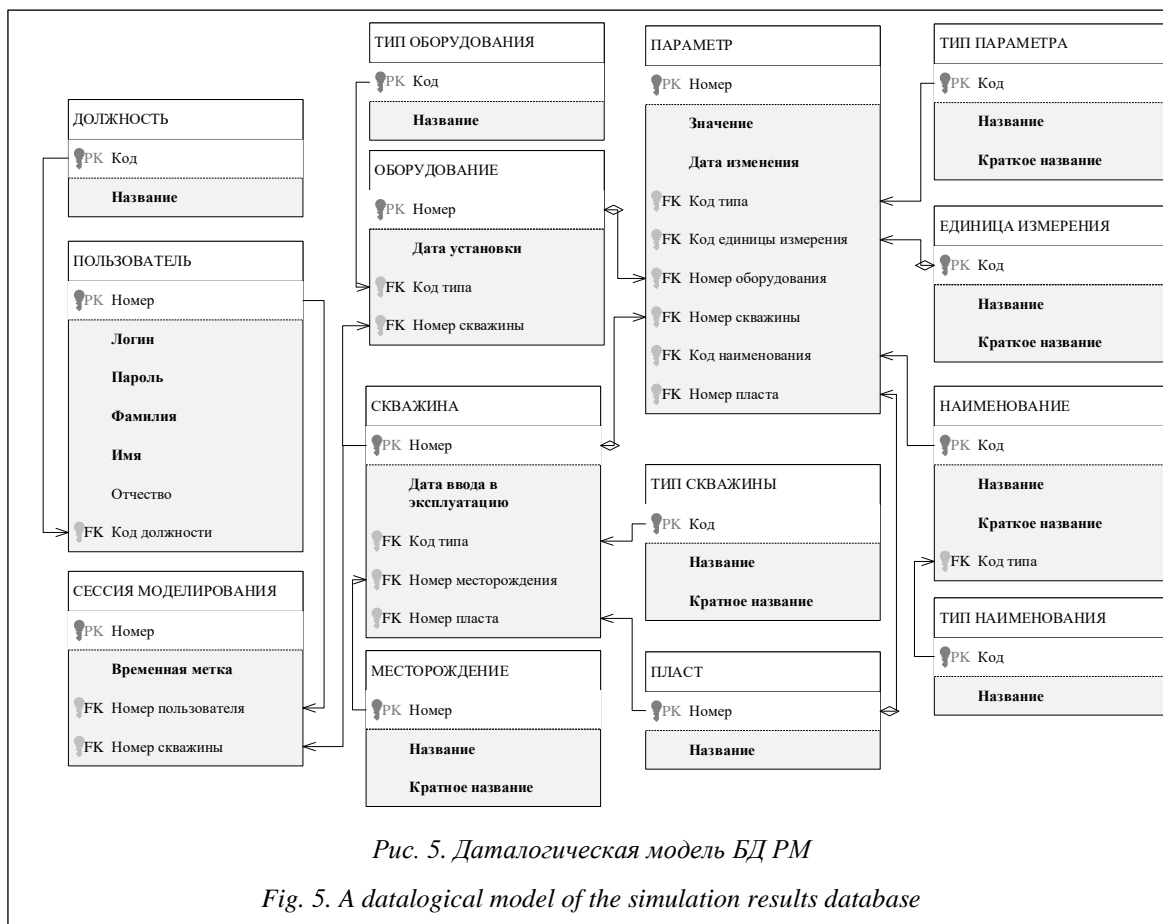 ДОЛЖНОСТЬ
PK Код
Название
ПОЛЬЗОВАТЕЛЬ
PK Номер
Логин
Пароль
Фамилия
Имя
Отчество
FK Код должности
СЕССИЯ МОДЕЛИРОВАНИЯ
PK Номер
Временная метка
FK Номер пользователя
FK Номер скважины
ТИП ОБОРУДОВАНИЯ
PK Код
Название
ОБОРУДОВАНИЕ
PK Номер
Дата установки
FK Код типа
FK Номер скважины
СКВАЖИНА
PK Номер
Дата ввода в
эксплуатацию
FK Код типа
FK Номер месторождения
FK Номер пласта
МЕСТОРОЖДЕНИЕ
PK Номер
Название
Кратное название
ПАРАМЕТР
PK Номер
Значение
Дата изменения
FK Код типа
FK Код единицы измерения
FK Номер оборудования
FK Номер скважины
FK Код наименования
FK Номер пласта
ТИП СКВАЖИНЫ
PK Код
Название
Кратное название
ПЛАСТ
PK Номер
Название
ТИП ПАРАМЕТРА
PK Код
Название
Краткое название
ЕДИНИЦА ИЗМЕРЕНИЯ
PK Код
Название
Краткое название
НАИМЕНОВАНИЕ
PK Код
Название
Краткое название
FK Код типа
ТИП НАИМЕНОВАНИЯ
PK Код
Название
Рис. 5. Даталогическая модель БД РМ
Fig. 5. A datalogical model of the simulation results database